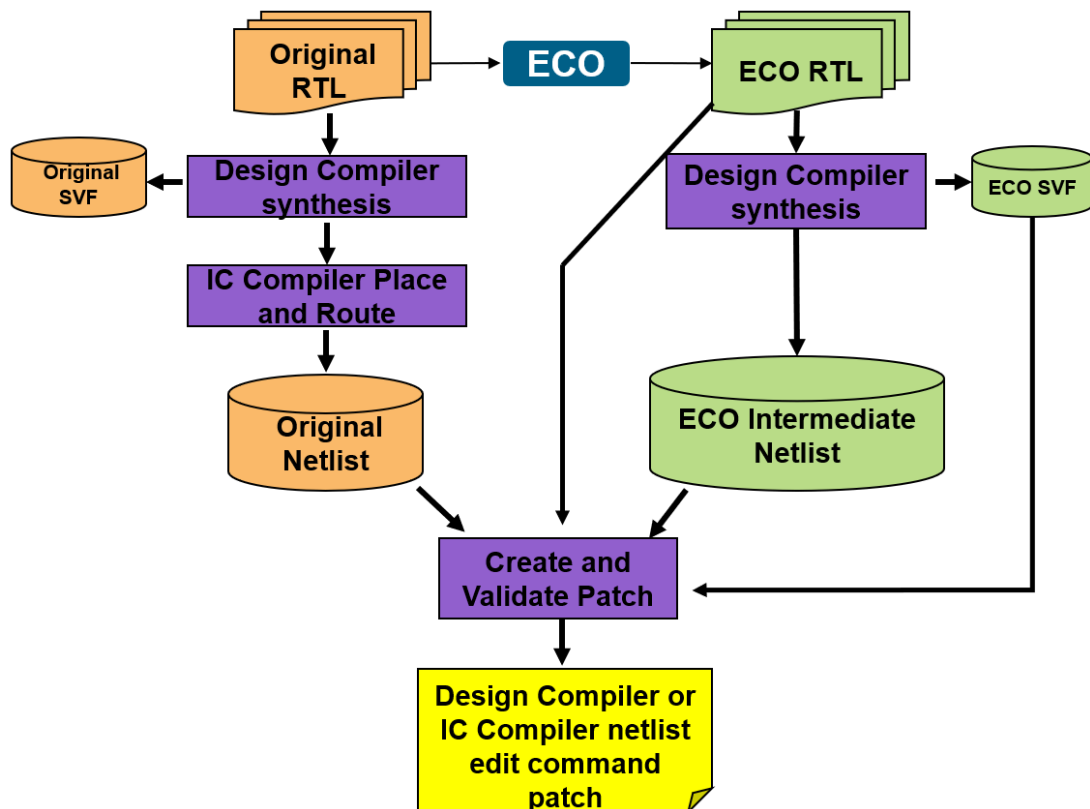 Original
RTL
ECO
ECO RTL
Original
SVF
Design Compiler
synthesis
Design Compiler
synthesis
ECO SVF
IC Compiler Place
and Route
Original
Netlist
ECO Intermediate
Netlist
Create and
Validate Patch
Design Compiler or
IC Compiler netlist
edit command
patch